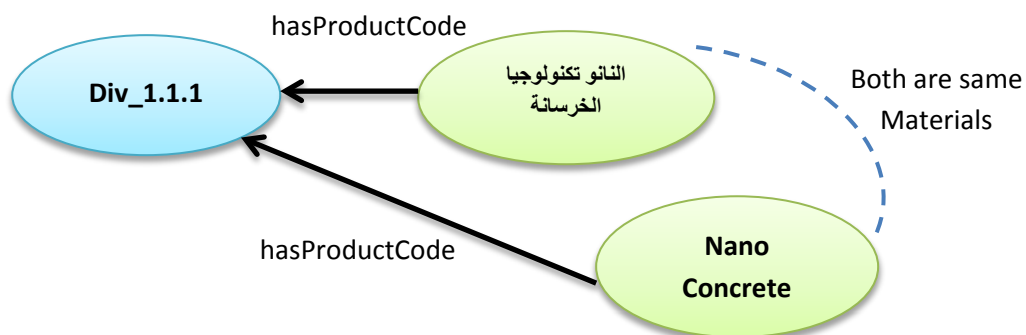 hasProductCode
Div_1.1.1
النانو تكنولوجيا
الخرسانة
Both are same
Materials
hasProductCode
Nano
Concrete